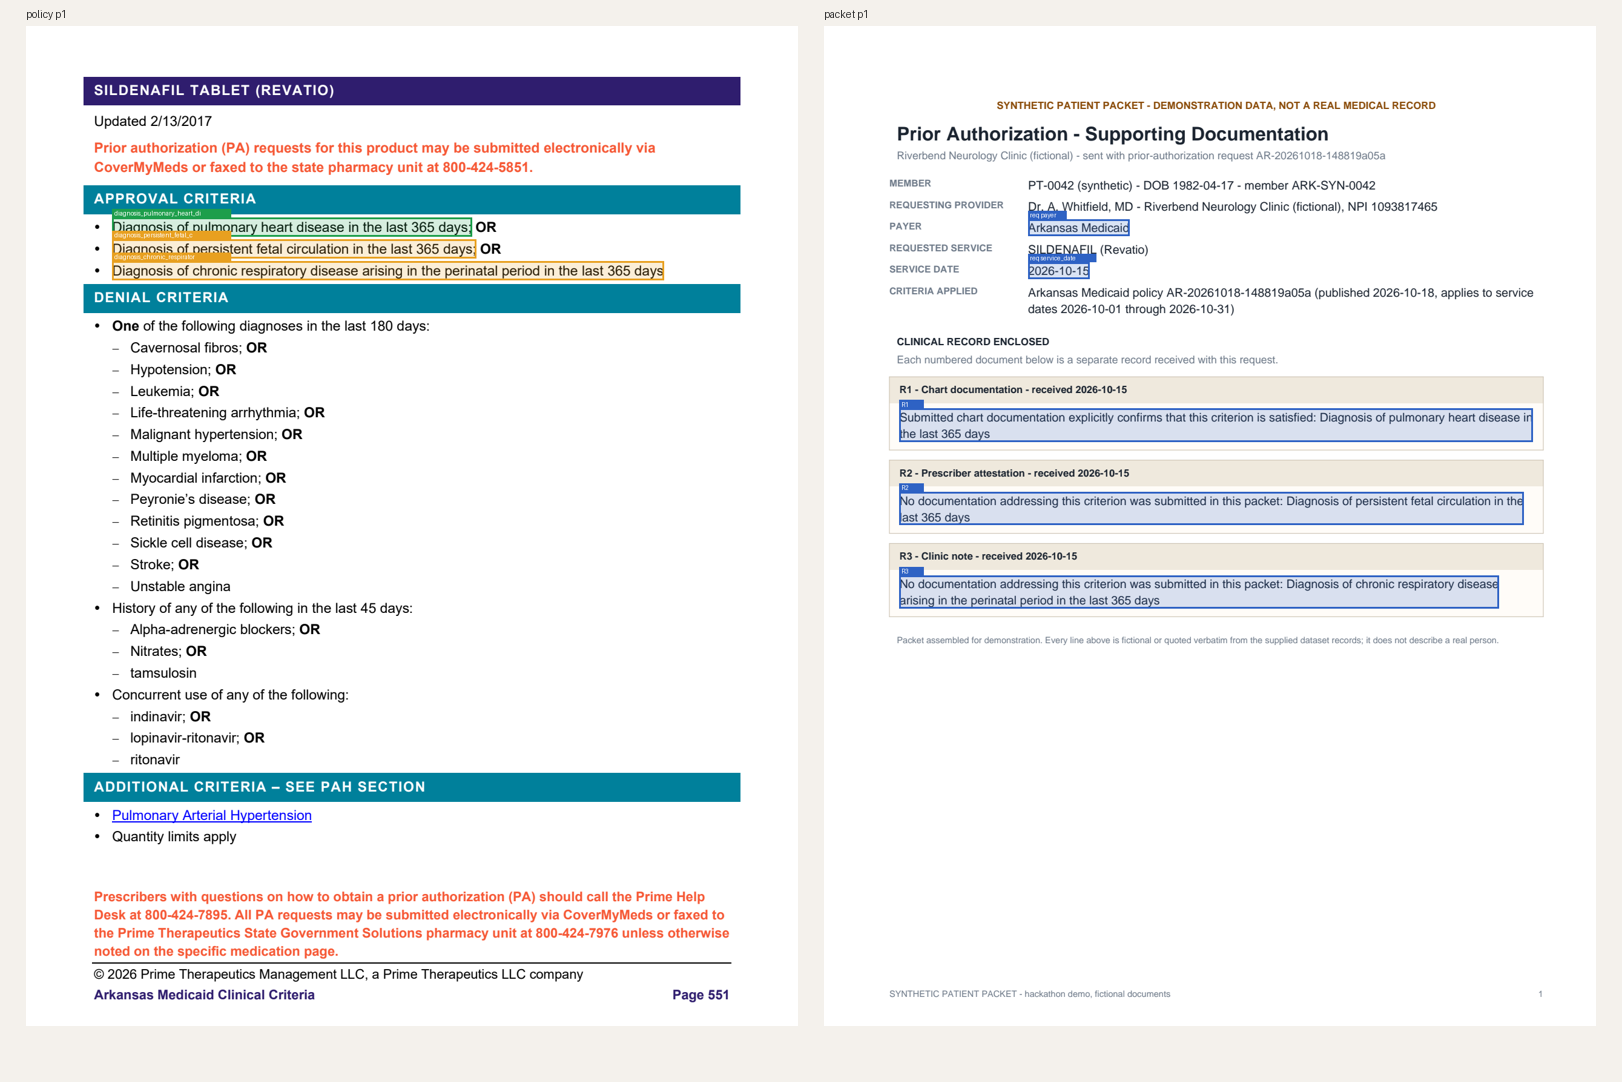 policy p1
SILDENAFIL TABLET (REVATIO)
Updated 2/13/2017
Prior authorization (PA) requests for this product may be submitted electronically via
CoverMyMeds or faxed to the state pharmacy unit at 800-424-5851.
APPROVAL CRITERIA
diagnosis_pulmonary_heart_di
• Diagnosis of pulmonary heart disease in the last 365 days; OR
diagnosis_persistent_fetal_c
• Diagnosis of persistent fetal circulation in the last 365 days; OR
diagnosis_chronic_respirator
• Diagnosis of chronic respiratory disease arising in the perinatal period in the last 365 days
DENIAL CRITERIA
• One of the following diagnoses in the last 180 days:
– Cavernosal fibros; OR
– Hypotension; OR
– Leukemia; OR
– Life-threatening arrhythmia; OR
– Malignant hypertension; OR
– Multiple myeloma; OR
– Myocardial infarction; OR
– Peyronie’s disease; OR
– Retinitis pigmentosa; OR
– Sickle cell disease; OR
– Stroke; OR
– Unstable angina
• History of any of the following in the last 45 days:
– Alpha-adrenergic blockers; OR
– Nitrates; OR
– tamsulosin
• Concurrent use of any of the following:
– indinavir; OR
– lopinavir-ritonavir; OR
– ritonavir
ADDITIONAL CRITERIA – SEE PAH SECTION
• Pulmonary Arterial Hypertension
• Quantity limits apply
Prescribers with questions on how to obtain a prior authorization (PA) should call the Prime Help
Desk at 800-424-7895. All PA requests may be submitted electronically via CoverMyMeds or faxed to
the Prime Therapeutics State Government Solutions pharmacy unit at 800-424-7976 unless otherwise
noted on the specific medication page.
© 2026 Prime Therapeutics Management LLC, a Prime Therapeutics LLC company
Arkansas Medicaid Clinical Criteria Page 551
packet p1
SYNTHETIC PATIENT PACKET - DEMONSTRATION DATA, NOT A REAL MEDICAL RECORD
Prior Authorization - Supporting Documentation
Riverbend Neurology Clinic (fictional) - sent with prior-authorization request AR-20261018-148819a05a
MEMBER PT-0042 (synthetic) - DOB 1982-04-17 - member ARK-SYN-0042
REQUESTING PROVIDER Dr. A. Whitfield, MD - Riverbend Neurology Clinic (fictional), NPI 1093817465
req payer
PAYER Arkansas Medicaid
REQUESTED SERVICE SILDENAFIL (Revatio)
req service_date
SERVICE DATE 2026-10-15
CRITERIA APPLIED Arkansas Medicaid policy AR-20261018-148819a05a (published 2026-10-18, applies to service
dates 2026-10-01 through 2026-10-31)
CLINICAL RECORD ENCLOSED
Each numbered document below is a separate record received with this request.
R1 - Chart documentation - received 2026-10-15
R1
Submitted chart documentation explicitly confirms that this criterion is satisfied: Diagnosis of pulmonary heart disease in
the last 365 days
R2 - Prescriber attestation - received 2026-10-15
R2
No documentation addressing this criterion was submitted in this packet: Diagnosis of persistent fetal circulation in the
last 365 days
R3 - Clinic note - received 2026-10-15
R3
No documentation addressing this criterion was submitted in this packet: Diagnosis of chronic respiratory disease
arising in the perinatal period in the last 365 days
Packet assembled for demonstration. Every line above is fictional or quoted verbatim from the supplied dataset records; it does not describe a real person.
SYNTHETIC PATIENT PACKET - hackathon demo, fictional documents 1